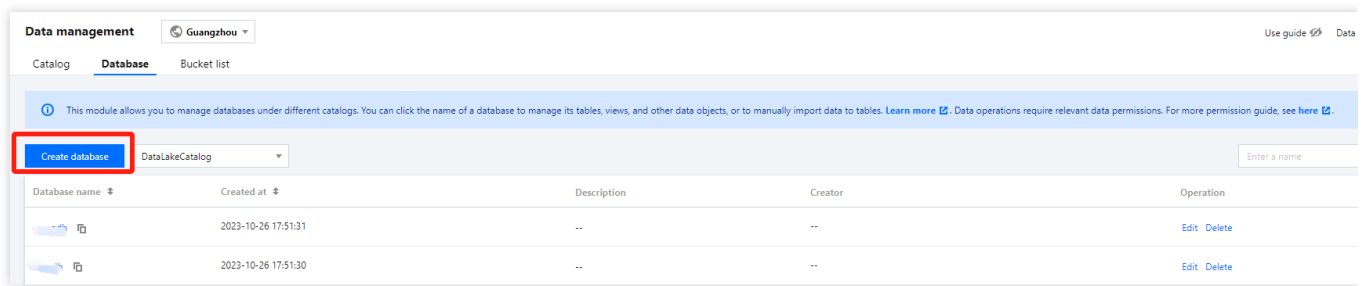 Data management Guangzhou Use guide Data
Catalog Database Bucket list
This module allows you to manage databases under different catalogs. You can click the name of a database to manage its tables, views, and other data objects, or to manually import data to tables. Learn more. Data operations require relevant data permissions. For more permission guide, see here.
Create database DataLakeCatalog Enter a name
Database name Created at Description Creator Operation
2023-10-26 17:51:31 -- -- Edit Delete
2023-10-26 17:51:30 -- -- Edit Delete